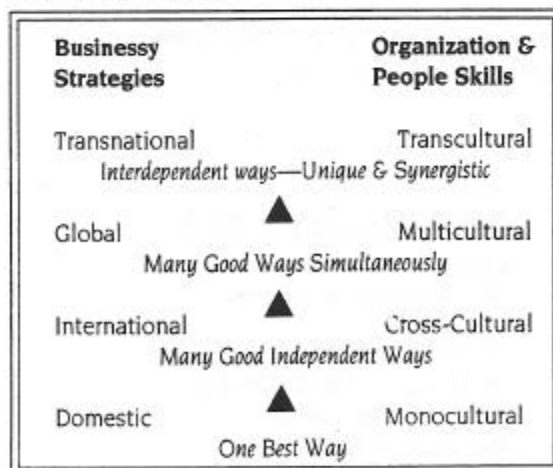 Businessy Organization &
Strategies People Skills
Transnational Transcultural
Interdependent ways—Unique & Synergistic
Global Multicultural
Many Good Ways Simultaneously
International Cross-Cultural
Many Good Independent Ways
Domestic Monocultural
One Best Way